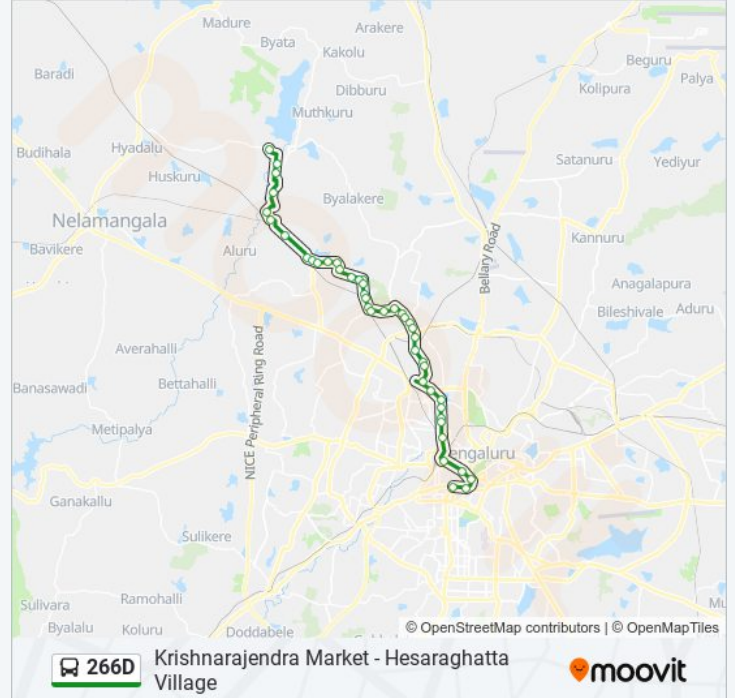 Madure
Arakere
Byata
Kakolu
Beguru
Baradi
Dibburu
Kolipura
Palya
Muthkuru
Budihala
Hyadalu
Satanuru
Yediyur
Huskuru
Byalakere
Nelamangala
Kannuru
Bavikere
Aluru
Bellary Road
Anagalapura
Bileshivale
Aduru
Averahalli
NICE Peripheral Ring Road
Banasawadi
Bettahalli
Metipalya
engaluru
Ganakallu
Sulikere
Sulivara
Ramohalli
Mu
Byalalu
Koluru
Doddabele
© OpenStreetMap contributors | © OpenMapTiles
266D
Krishnarajendra Market - Hesaraghatta
Village
moovit